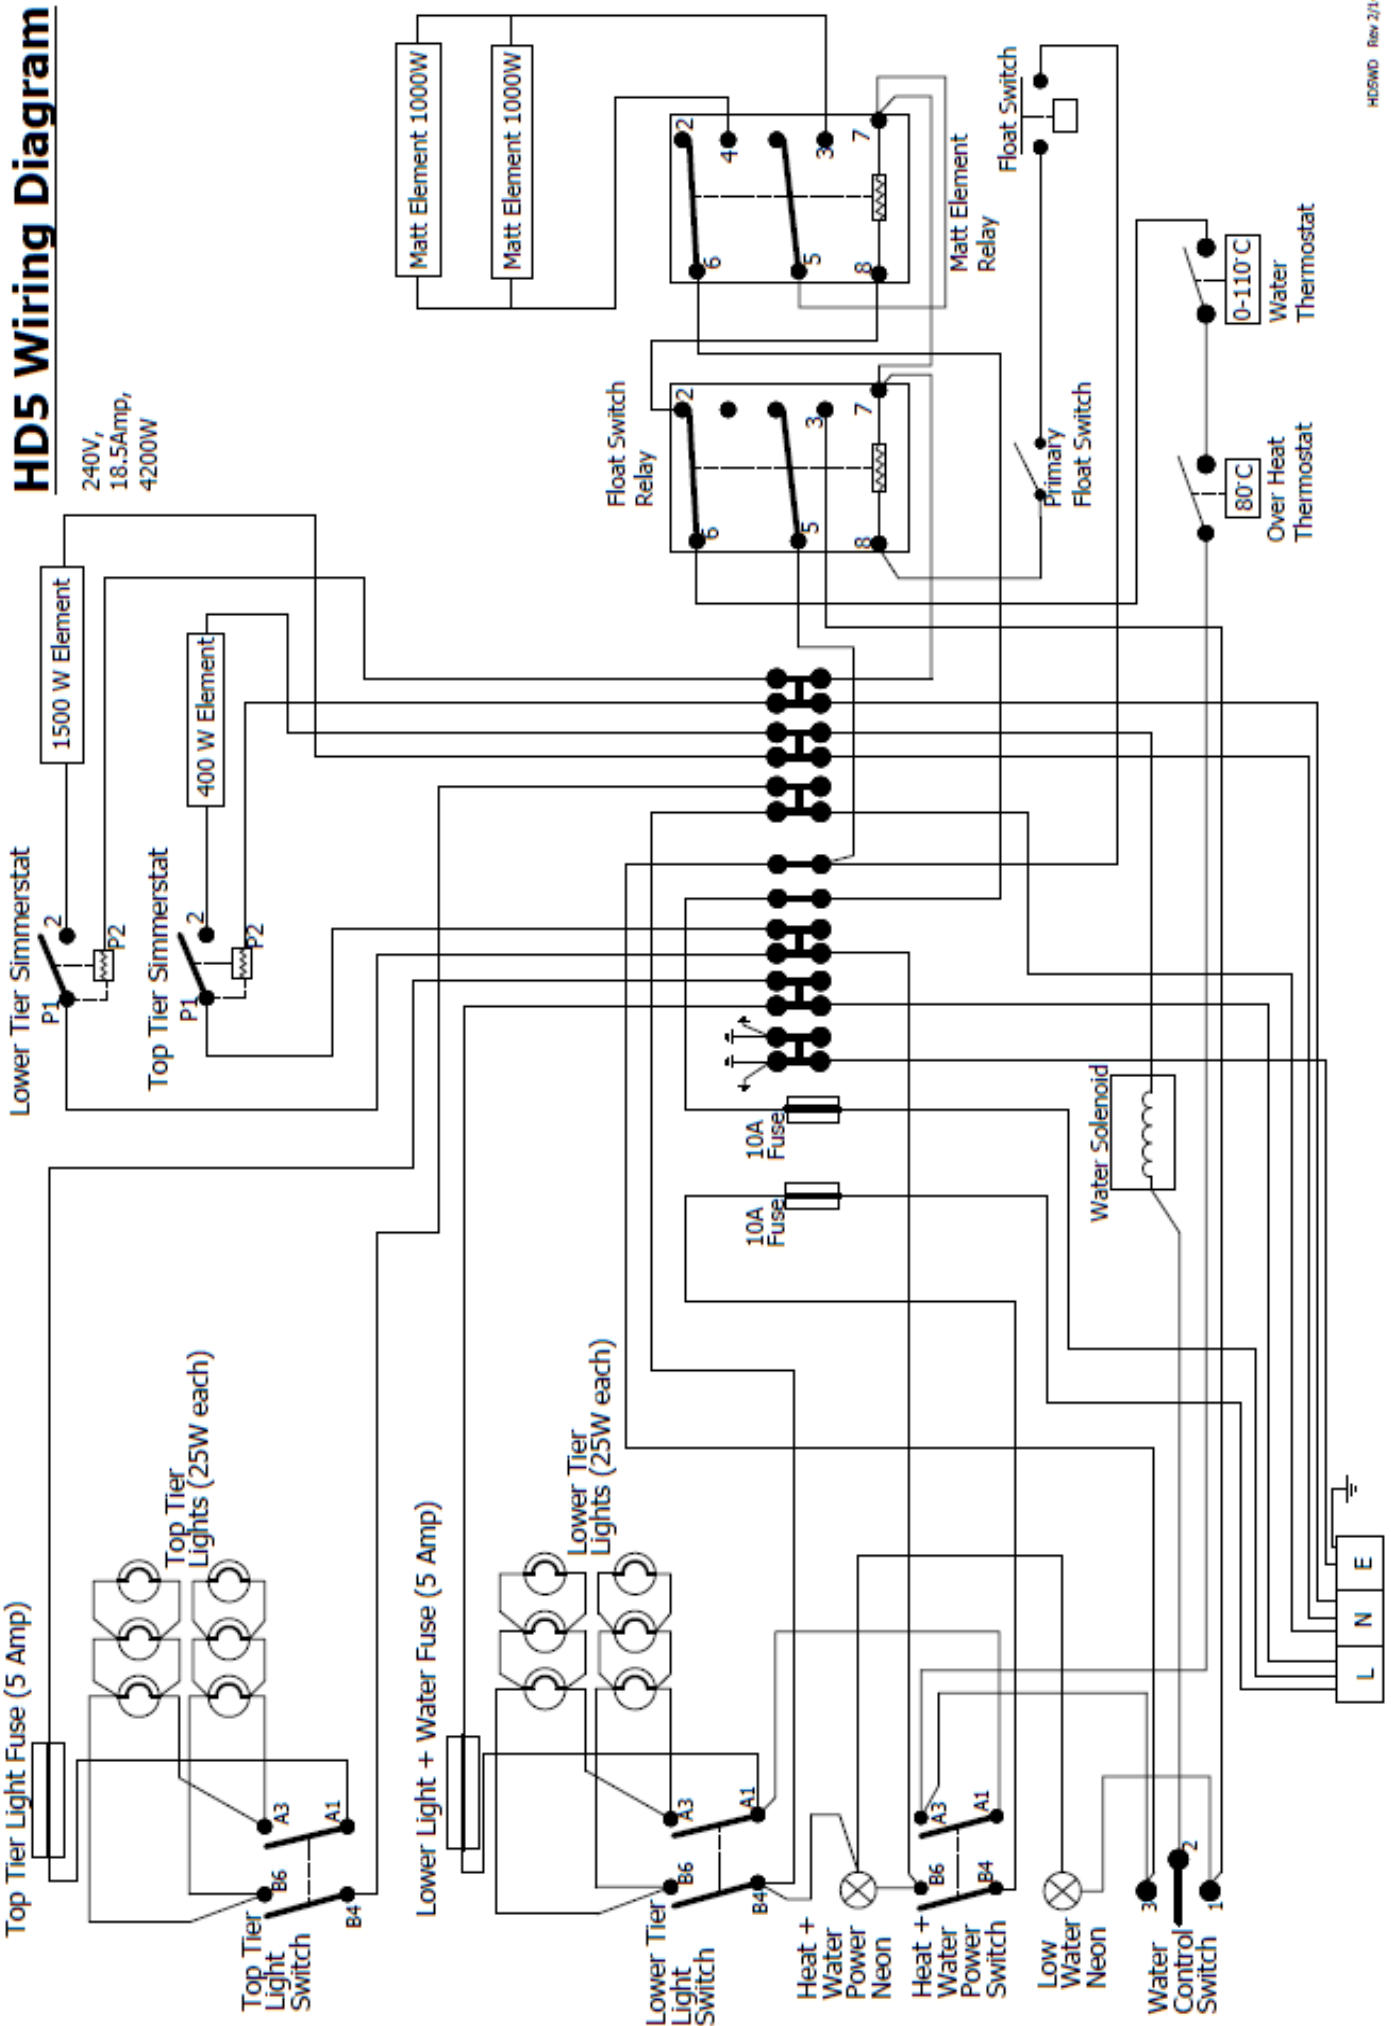 HD5 Wiring Diagram
240V,
18.5Amp,
4200W
Lower Tier Simmerstat
P1
2
P2
1500 W Element
Top Tier Simmerstat
P1
2
P2
400 W Element
Matt Element 1000W
Matt Element 1000W
Top Tier Light Fuse (5 Amp)
Top Tier
Lights (25W each)
A3
A1
B6
B4
Top Tier
Light
Switch
Lower Light + Water Fuse (5 Amp)
Lower Tier
Lights (25W each)
A3
A1
B6
B4
Lower Tier
Light
Switch
10A
Fuse
10A
Fuse
Float Switch
Relay
2
6
3
5
7
8
Matt Element
Relay
2
6
4
3
5
7
8
Float Switch
Primary
Float Switch
Heat +
Water
Power
Neon
Heat +
Water
Power
Switch
A3
A1
B6
B4
Low
Water
Neon
Water
Control
Switch
3
2
1
Water Solenoid
80°C
Over Heat
Thermostat
0-110°C
Water
Thermostat
L
N
E
HD5WD Rev 2/1